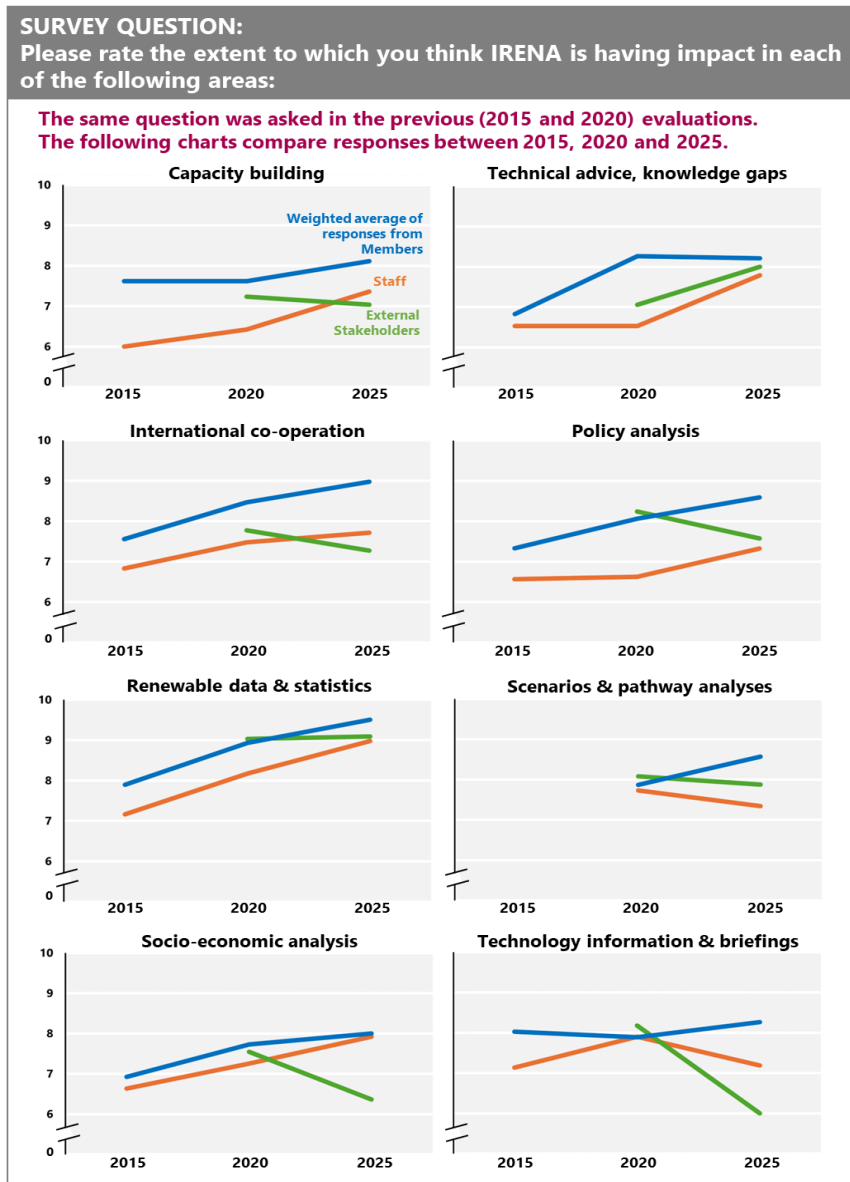 SURVEY QUESTION:
Please rate the extent to which you think IRENA is having impact in each
of the following areas:
The same question was asked in the previous (2015 and 2020) evaluations.
The following charts compare responses between 2015, 2020 and 2025.
Capacity building
10
9
8
7
6
0
Weighted average of
responses from
Members
Staff
External
Stakeholders
2015
2020
2025
Technical advice, knowledge gaps
2015
2020
2025
International co-operation
10
9
8
7
6
0
2015
2020
2025
Policy analysis
2015
2020
2025
Renewable data & statistics
10
9
8
7
6
0
2015
2020
2025
Scenarios & pathway analyses
2015
2020
2025
Socio-economic analysis
10
9
8
7
6
0
2015
2020
2025
Technology information & briefings
2015
2020
2025